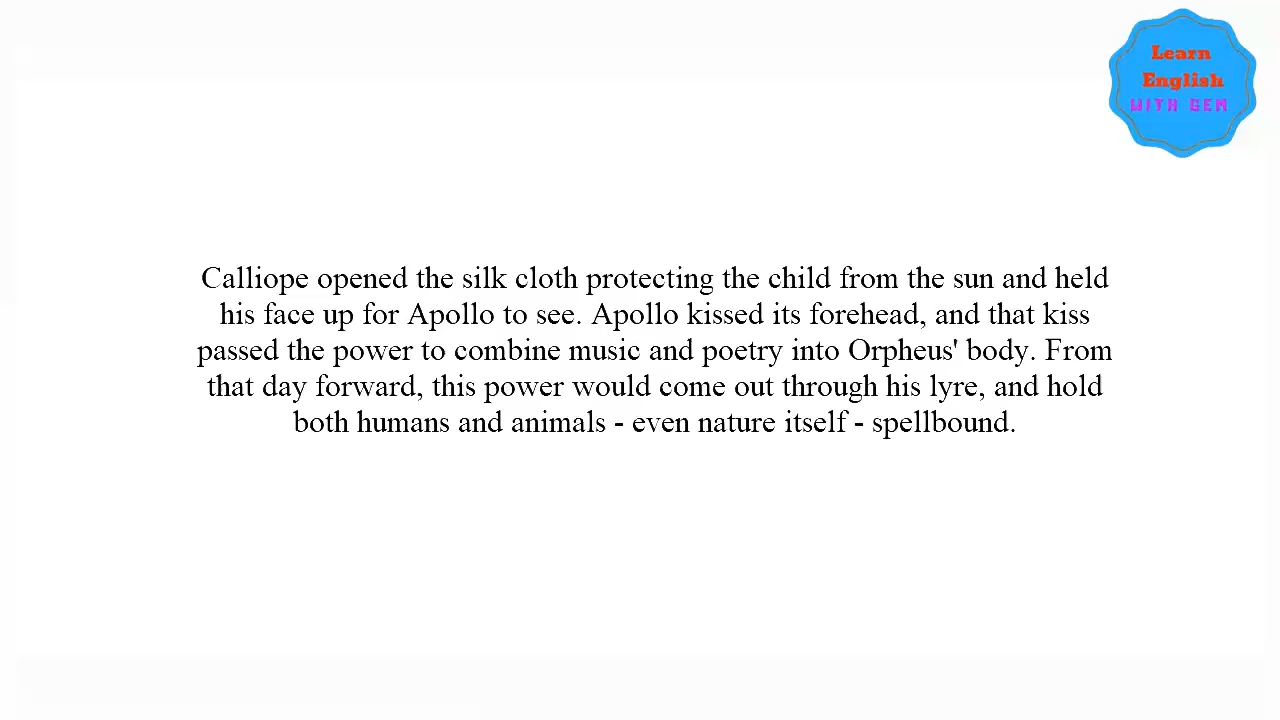 Learn
English
WITH GEM
Calliope opened the silk cloth protecting the child from the sun and held
his face up for Apollo to see. Apollo kissed its forehead, and that kiss
passed the power to combine music and poetry into Orpheus' body. From
that day forward, this power would come out through his lyre, and hold
both humans and animals - even nature itself - spellbound.